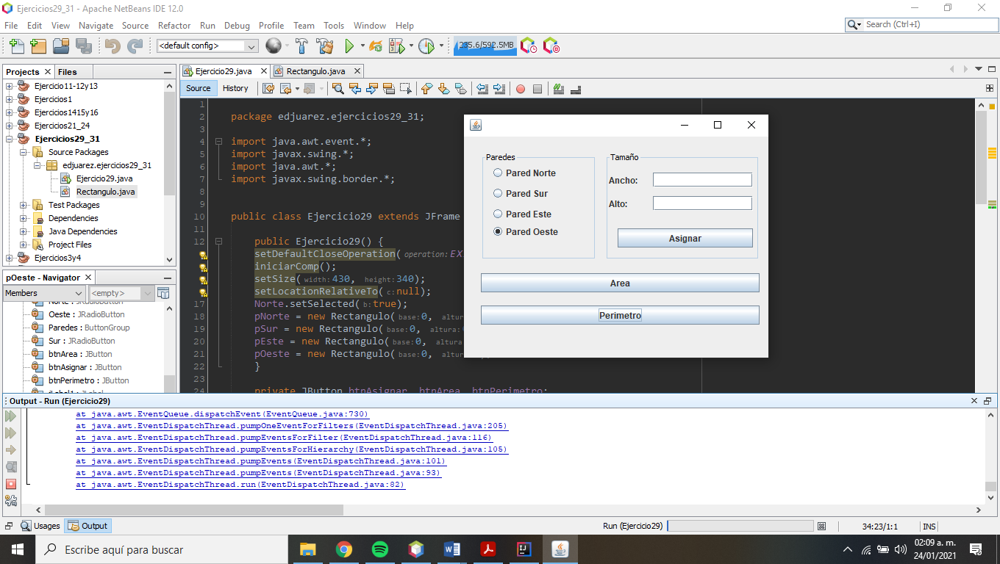 Ejercicios29_31 - Apache NetBeans IDE 12.0
File Edit View Navigate Source Refactor Run Debug Profile Team Tools Window Help
Search (Ctrl+I)
<default config>
235.6/592.5MB
Projects Files
Ejercicio11-12y13
Ejercicios1
Ejercicios1415y16
Ejercicios21_24
Ejercicios29_31
Source Packages
edjuarez.ejercicios29_31
Ejercicio29.java
Rectangulo.java
Test Packages
Dependencies
Java Dependencies
Project Files
Ejercicios3y4
pOeste - Navigator
Members <empty>
Norte : JRadioButton
Oeste : JRadioButton
Paredes : ButtonGroup
Sur : JRadioButton
btnArea : JButton
btnAsignar : JButton
btnPerimetro : JButton
jLabel1 : JLabel
Ejercicio29.java Rectangulo.java
Source History
1
2 package edjuarez.ejercicios29_31;
3
4 import java.awt.event.*;
5 import javax.swing.*;
6 import java.awt.*;
7 import javax.swing.border.*;
8
9
10 public class Ejercicio29 extends JFrame
11
12 public Ejercicio29() {
setDefaultCloseOperation( operation: EX
iniciarComp();
setSize( width: 430, height: 340);
setLocationRelativeTo( c: null);
17 Norte.setSelected( b: true);
18 pNorte = new Rectangulo( base: 0, altur
19 pSur = new Rectangulo( base: 0, altura:
20 pEste = new Rectangulo( base: 0, altura
21 pOeste = new Rectangulo( base: 0, altur
22 }
23
24 private JButton btnAsignar, btnArea, btnPerimetro;
Paredes
Pared Norte
Pared Sur
Pared Este
Pared Oeste
Tamaño
Ancho:
Alto:
Asignar
Area
Perimetro
Output - Run (Ejercicio29)
at java.awt.EventQueue.dispatchEvent(EventQueue.java:730)
at java.awt.EventDispatchThread.pumpOneEventForFilters(EventDispatchThread.java:205)
at java.awt.EventDispatchThread.pumpEventsForFilter(EventDispatchThread.java:116)
at java.awt.EventDispatchThread.pumpEventsForHierarchy(EventDispatchThread.java:105)
at java.awt.EventDispatchThread.pumpEvents(EventDispatchThread.java:101)
at java.awt.EventDispatchThread.pumpEvents(EventDispatchThread.java:93)
at java.awt.EventDispatchThread.run(EventDispatchThread.java:82)
Usages Output
Run (Ejercicio29)
34:23/1:1 INS
Escribe aquí para buscar
02:09 a. m.
24/01/2021